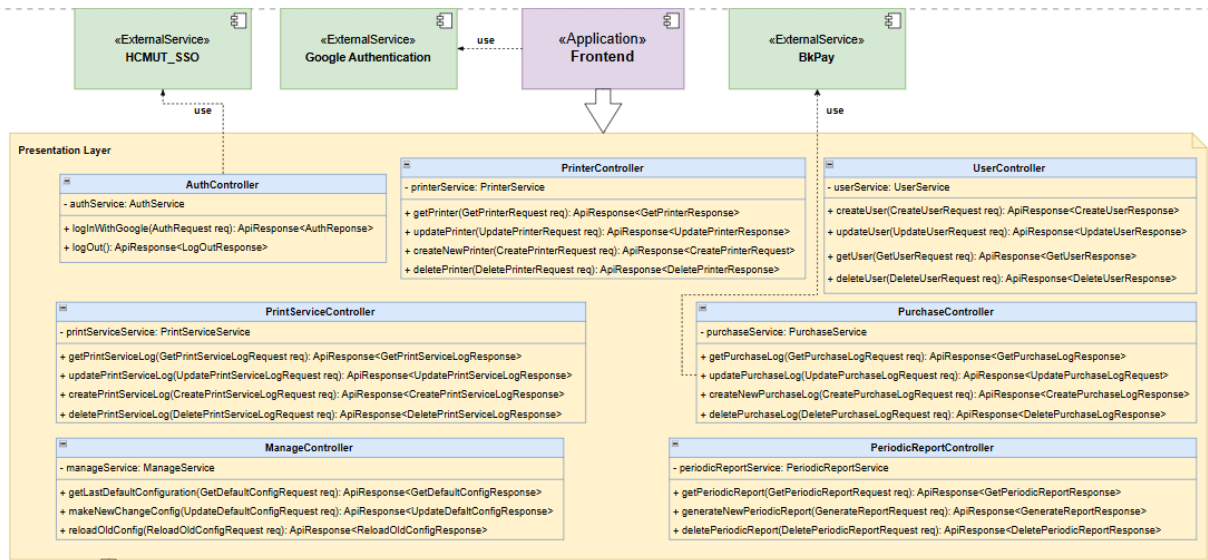 «ExternalService»
HCMUT_SSO
«ExternalService»
Google Authentication
use
«Application»
Frontend
«ExternalService»
BkPay
use
use
Presentation Layer
AuthController
- authService: AuthService
+ logInWithGoogle(AuthRequest req): ApiResponse<AuthReponse>
+ logOut(): ApiResponse<LogOutResponse>
PrinterController
- printerService: PrinterService
+ getPrinter(GetPrinterRequest req): ApiResponse<GetPrinterResponse>
+ updatePrinter(UpdatePrinterRequest req): ApiResponse<UpdatePrinterResponse>
+ createNewPrinter(CreatePrinterRequest req): ApiResponse<CreatePrinterRequest>
+ deletePrinter(DeletePrinterRequest req): ApiResponse<DeletePrinterResponse>
UserController
- userService: UserService
+ createUser(CreateUserRequest req): ApiResponse<CreateUserResponse>
+ updateUser(UpdateUserRequest req): ApiResponse<UpdateUserResponse>
+ getUser(GetUserRequest req): ApiResponse<GetUserResponse>
+ deleteUser(DeleteUserRequest req): ApiResponse<DeleteUserResponse>
PrintServiceController
- printServiceService: PrintServiceService
+ getPrintServiceLog(GetPrintServiceLogRequest req): ApiResponse<GetPrintServiceLogResponse>
+ updatePrintServiceLog(UpdatePrintServiceLogRequest req): ApiResponse<UpdatePrintServiceLogResponse>
+ createPrintServiceLog(CreatePrintServiceLogRequest req): ApiResponse<CreatePrintServiceLogResponse>
+ deletePrintServiceLog(DeletePrintServiceLogRequest req): ApiResponse<DeletePrintServiceLogResponse>
PurchaseController
- purchaseService: PurchaseService
+ getPurchaseLog(GetPurchaseLogRequest req): ApiResponse<GetPurchaseLogResponse>
+ updatePurchaseLog(UpdatePurchaseLogRequest req): ApiResponse<UpdatePurchaseLogRequest>
+ createNewPurchaseLog(CreatePurchaseLogRequest req): ApiResponse<CreatePurchaseLogResponse>
+ deletePurchaseLog(DeletePurchaseLogRequest req): ApiResponse<DeletePurchaseLogResponse>
ManageController
- manageService: ManageService
+ getLastDefaultConfiguration(GetDefaultConfigRequest req): ApiResponse<GetDefaultConfigResponse>
+ makeNewChangeConfig(UpdateDefaultConfigRequest req): ApiResponse<UpdateDefaltConfigResponse>
+ reloadOldConfig(ReloadOldConfigRequest req): ApiResponse<ReloadOldConfigResponse>
PeriodicReportController
- periodicReportService: PeriodicReportService
+ getPeriodicReport(GetPeriodicReportRequest req): ApiResponse<GetPeriodicReportResponse>
+ generateNewPeriodicReport(GenerateReportRequest req): ApiResponse<GenerateReportResponse>
+ deletePeriodicReport(DeletePeriodicReportRequest req): ApiResponse<DeletePeriodicReportResponse>